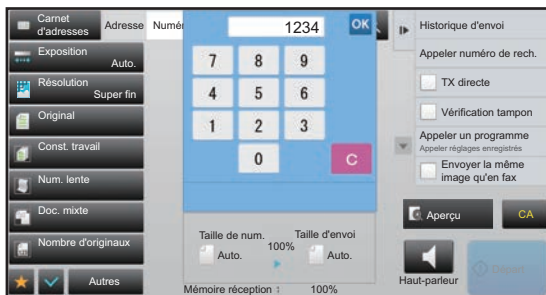 Carnet
d'adresses
Adresse
Numér
1234
OK
Historique d'envoi
Exposition
Auto.
7 8 9
Appeler numéro de rech.
Résolution
Super fin
4 5 6
TX directe
Original
1 2 3
Vérification tampon
Const. travail
0 C
Appeler un programme
Appeler réglages enregistrés
Num. lente
Envoyer la même
image qu'en fax
Doc. mixte
Aperçu
CA
Nombre d'originaux
Taille de num.
Taille d'envoi
100%
Auto.
Auto.
Autres
Haut-parleur
Départ
Mémoire réception : 100%